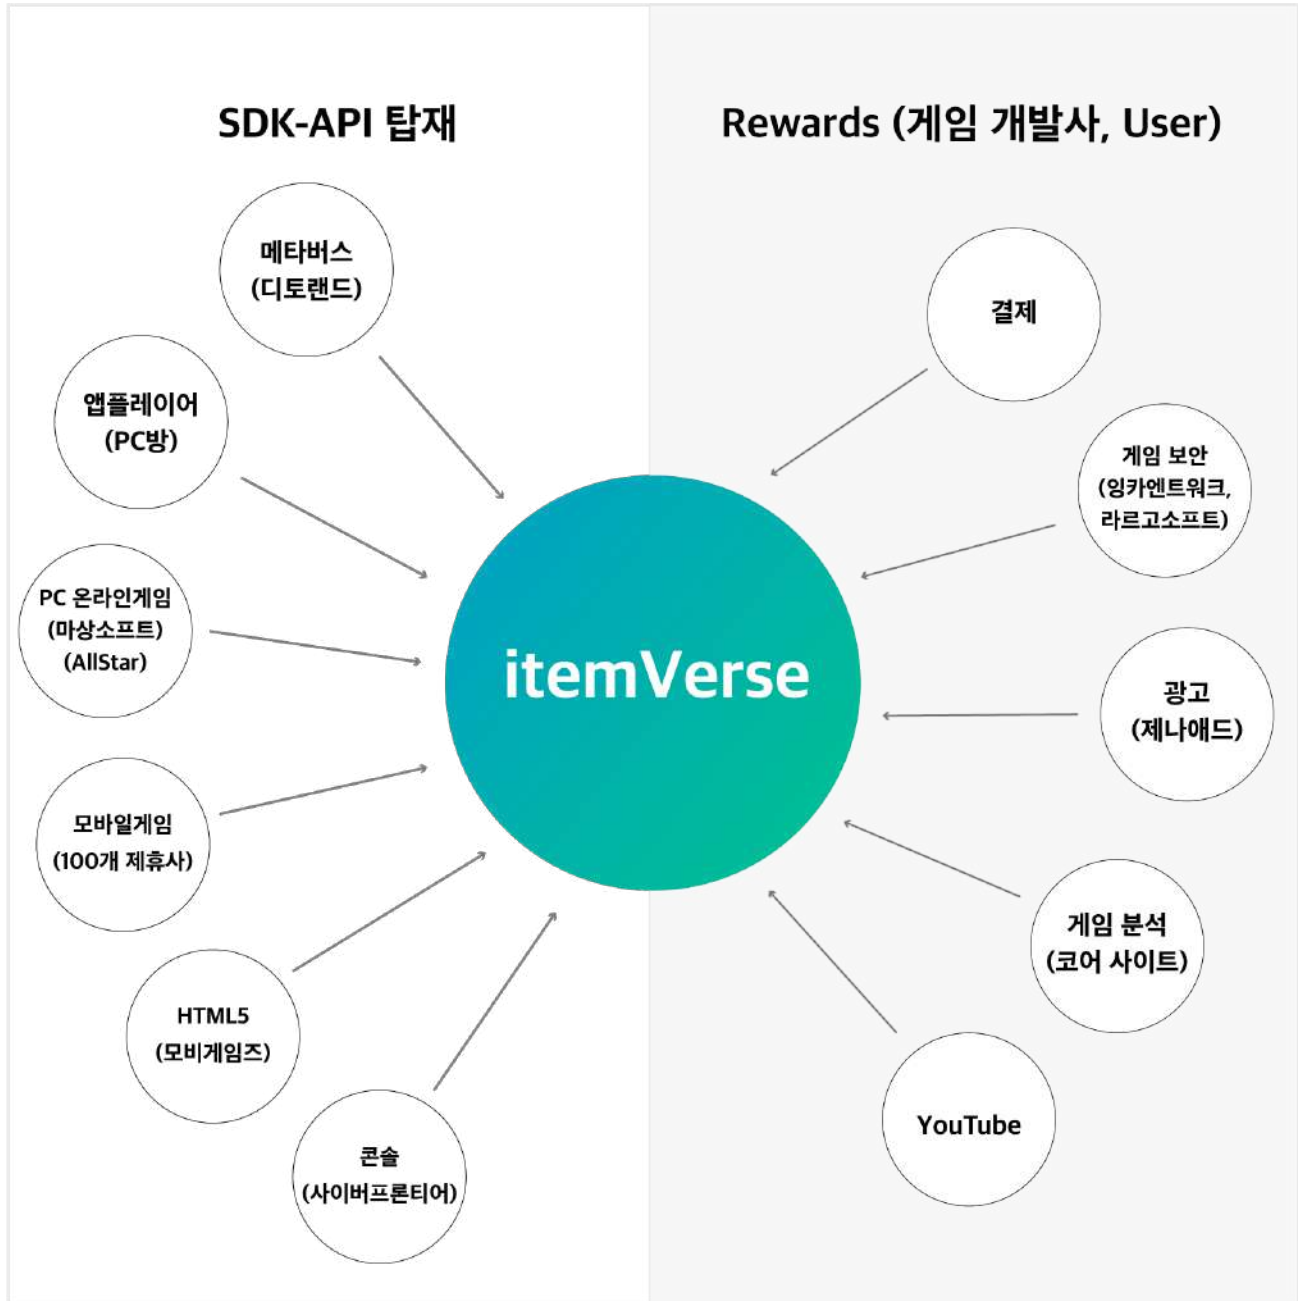 SDK-API 탑재
메타버스
(디토랜드)
앱플레이어
(PC방)
PC 온라인게임
(마상소프트)
(AllStar)
모바일게임
(100개 제휴사)
HTML5
(모비게임즈)
콘솔
(사이버프론티어)
itemVerse
Rewards (게임 개발사, User)
결제
게임 보안
(잉카엔트워크,
라르고소프트)
광고
(제나애드)
게임 분석
(코어 사이트)
YouTube